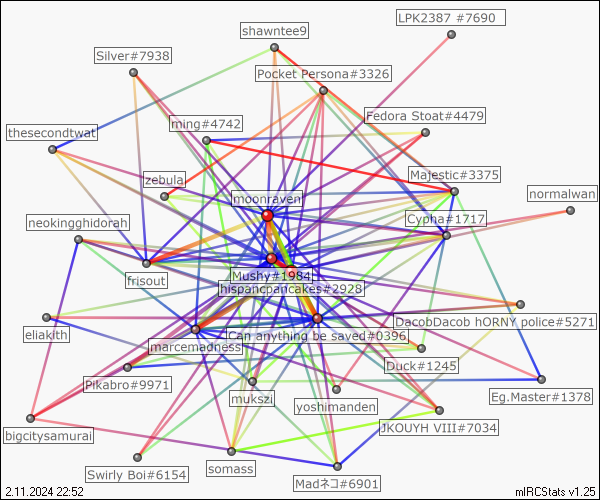 LPK2387 #7690
shawntee9
Silver#7938
Pocket Persona#3326
Fedora Stoat#4479
ming#4742
thesecondtwat
Majestic#3375
zebula
normalwan
moonraven
Cypha#1717
neokingghidorah
Mushy#1984
frisout
hispancpancakes#2928
DacobDacob hORNY police#5271
Can anything be saved#0396
eliakith
marcemadness
Duck#1245
Pikabro#9971
Eg.Master#1378
mukszi
yoshimanden
JKOUYH VIII#7034
bigcitysamurai
somass
Swirly Boi#6154
Madネコ#6901
2.11.2024 22:52
mIRCStats v1.25